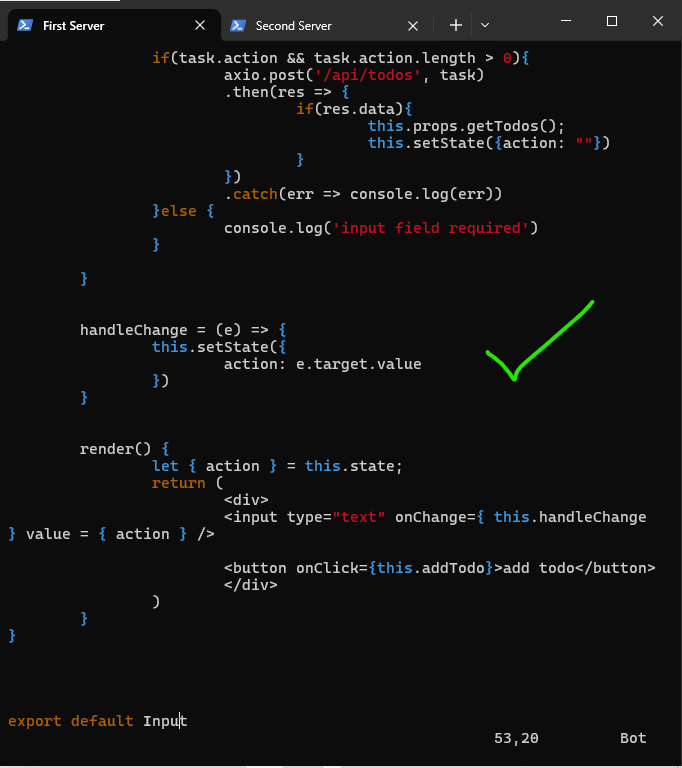 First Server
Second Server
if(task.action && task.action.length > 0){
axio.post('/api/todos', task)
.then(res => {
if(res.data){
this.props.getTodos();
this.setState({action: ""})
}
})
.catch(err => console.log(err))
}else {
console.log('input field required')
}
}
handleChange = (e) => {
this.setState({
action: e.target.value
})
}
render() {
let { action } = this.state;
return (
<div>
<input type="text" onChange={ this.handleChange
} value = { action } />
<button onClick={this.addTodo}>add todo</button>
</div>
)
}
}
export default Input
53,20 Bot